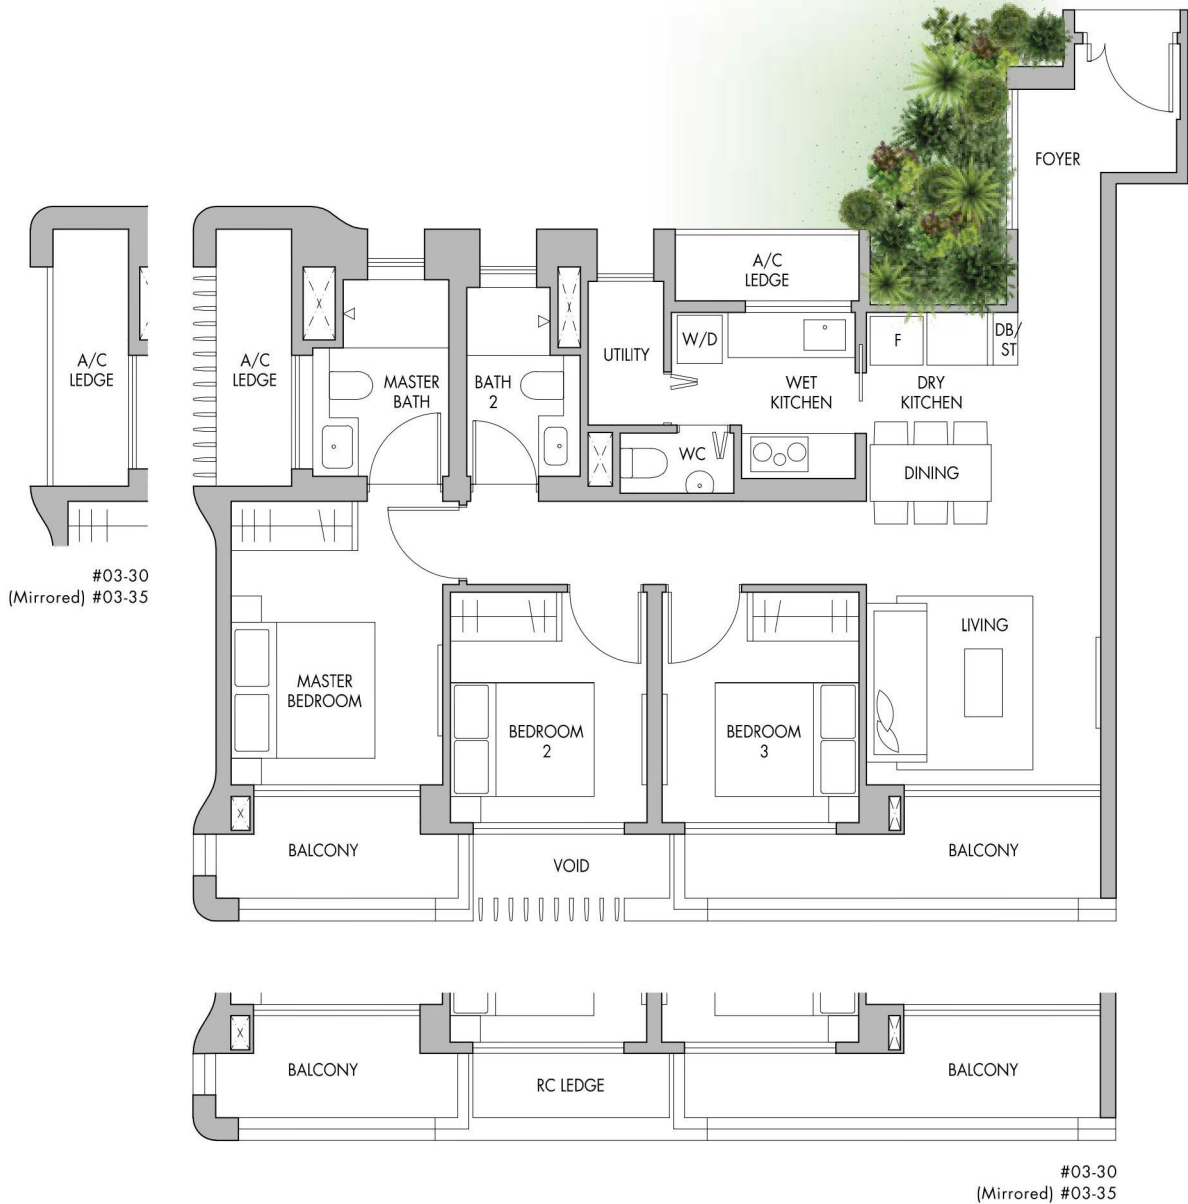 FOYER
A/C
LEDGE
A/C
LEDGE
A/C
LEDGE
W/D
F
DB/
ST
UTILITY
MASTER
BATH
BATH
2
WET
KITCHEN
DRY
KITCHEN
WC
DINING
#03-30
(Mirrored) #03-35
LIVING
MASTER
BEDROOM
BEDROOM
2
BEDROOM
3
BALCONY
VOID
BALCONY
BALCONY
RC LEDGE
BALCONY
#03-30
(Mirrored) #03-35